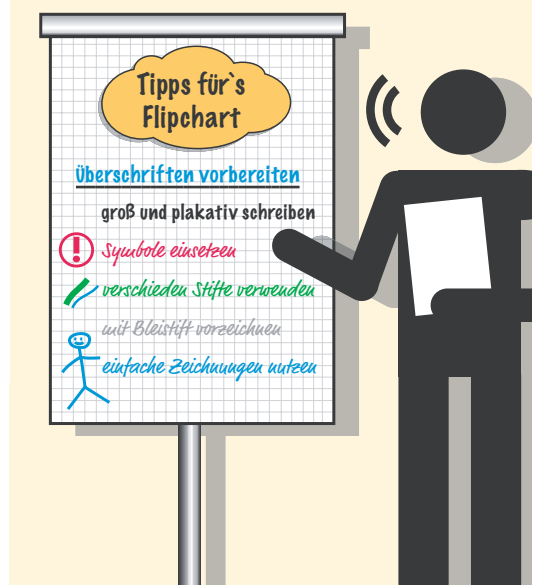 Tipps für`s
Flipchart
Überschriften vorbereiten
groß und plakativ schreiben
Symbole einsetzen
verschieden Stifte verwenden
mit Bleistift vorzeichnen
einfache Zeichnungen nutzen